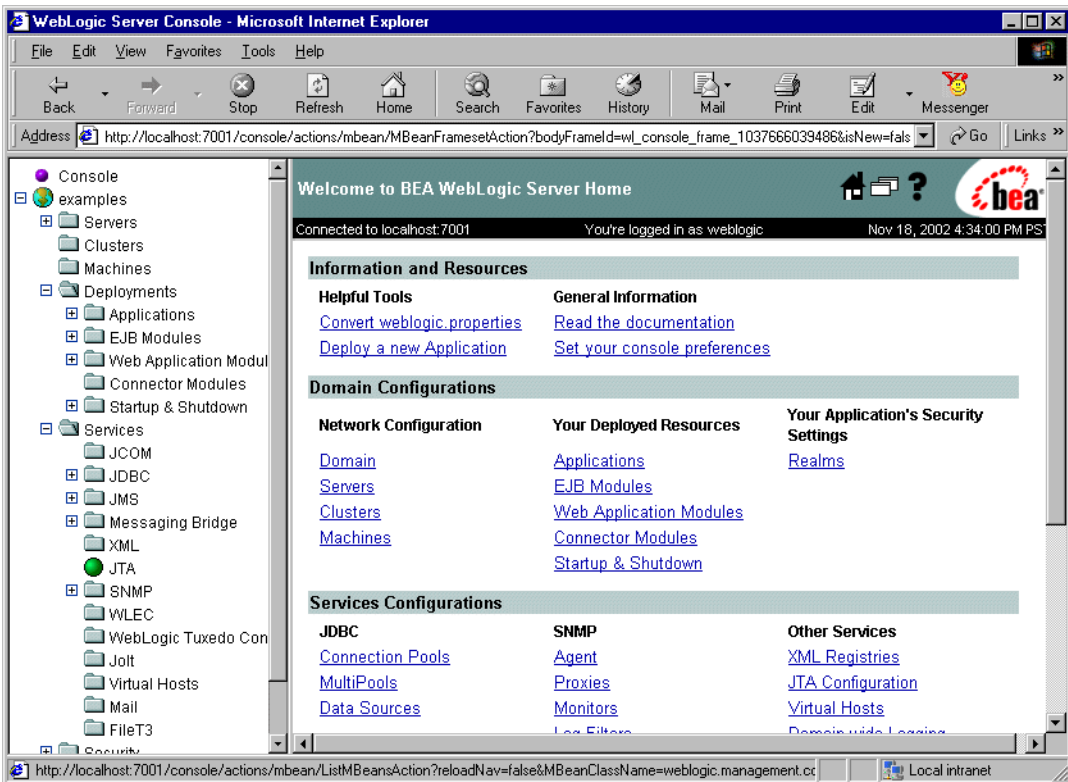 WebLogic Server Console - Microsoft Internet Explorer
File Edit View Favorites Tools Help
Back Forward Stop Refresh Home Search Favorites History Mail Print Edit Messenger »
Address http://localhost:7001/console/actions/mbean/MBeanFramesetAction?bodyFrameId=wl_console_frame_1037666039486&isNew=fals Go Links »
Console
examples
Servers
Clusters
Machines
Deployments
Applications
EJB Modules
Web Application Modul
Connector Modules
Startup & Shutdown
Services
JCOM
JDBC
JMS
Messaging Bridge
XML
JTA
SNMP
WLEC
WebLogic Tuedo Con
Jolt
Virtual Hosts
Mail
FileT3
Security
Welcome to BEA WebLogic Server Home
? bea
Connected to localhost:7001 You're logged in as weblogic Nov 18, 2002 4:34:00 PM PST
Information and Resources
Helpful Tools General Information
Convert weblogic.properties Read the documentation
Deploy a new Application Set your console preferences
Domain Configurations
Network Configuration Your Deployed Resources Your Application's Security Settings
Domain Applications Realms
Servers EJB Modules
Clusters Web Application Modules
Machines Connector Modules
Startup & Shutdown
Services Configurations
JDBC SNMP Other Services
Connection Pools Agent XML Registries
MultiPools Proxies JTA Configuration
Data Sources Monitors Virtual Hosts
Log Filters Domain-wide Logging
http://localhost:7001/console/actions/mbean/ListMBeansAction?reloadNav=false&MBeanClassName=weblogic.management.cc Local intranet